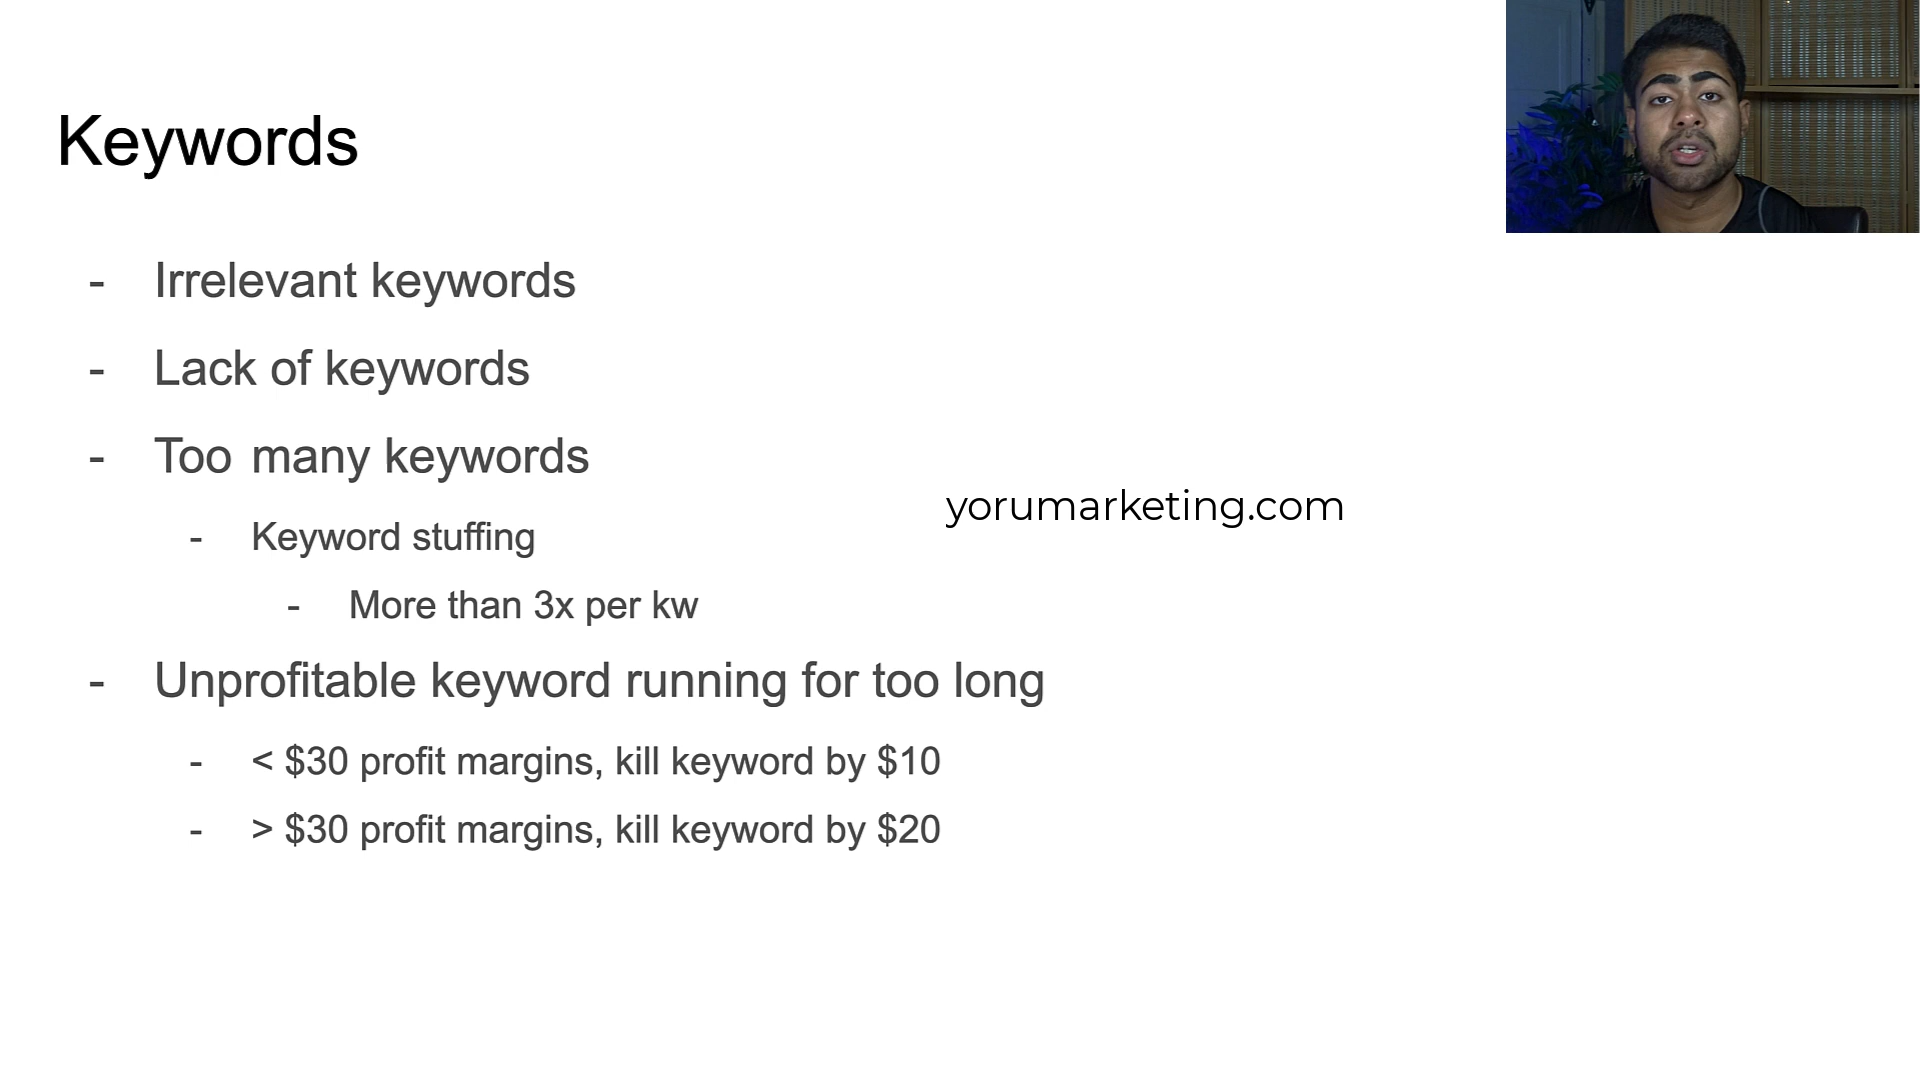 Keywords
- Irrelevant keywords
- Lack of keywords
- Too many keywords
yorumarketing.com
- Keyword stuffing
- More than 3x per kw
- Unprofitable keyword running for too long
- < $30 profit margins, kill keyword by $10
- > $30 profit margins, kill keyword by $20